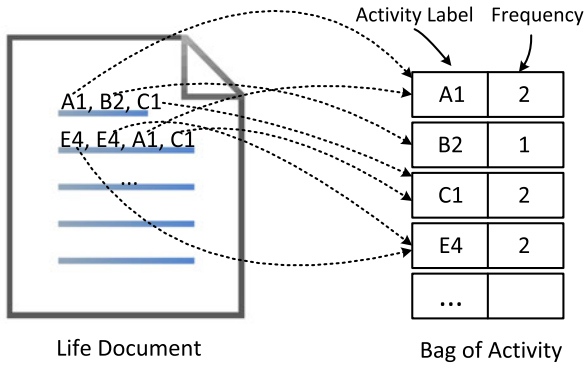 Activity Label Frequency
A1, B2, C1
E4, E4, A1, C1
...
A1 2
B2 1
C1 2
E4 2
...
Life Document
Bag of Activity